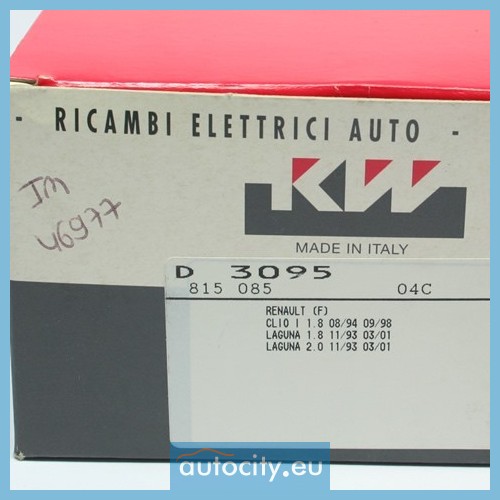 - RICAMBI ELETTRICI AUTO -
JM
46977
KW
MADE IN ITALY
D 3095
815 085 04C
RENAULT (F)
CLIO I 1.8 08/94 09/98
LAGUNA 1.8 11/93 03/01
LAGUNA 2.0 11/93 03/01
autocity.eu